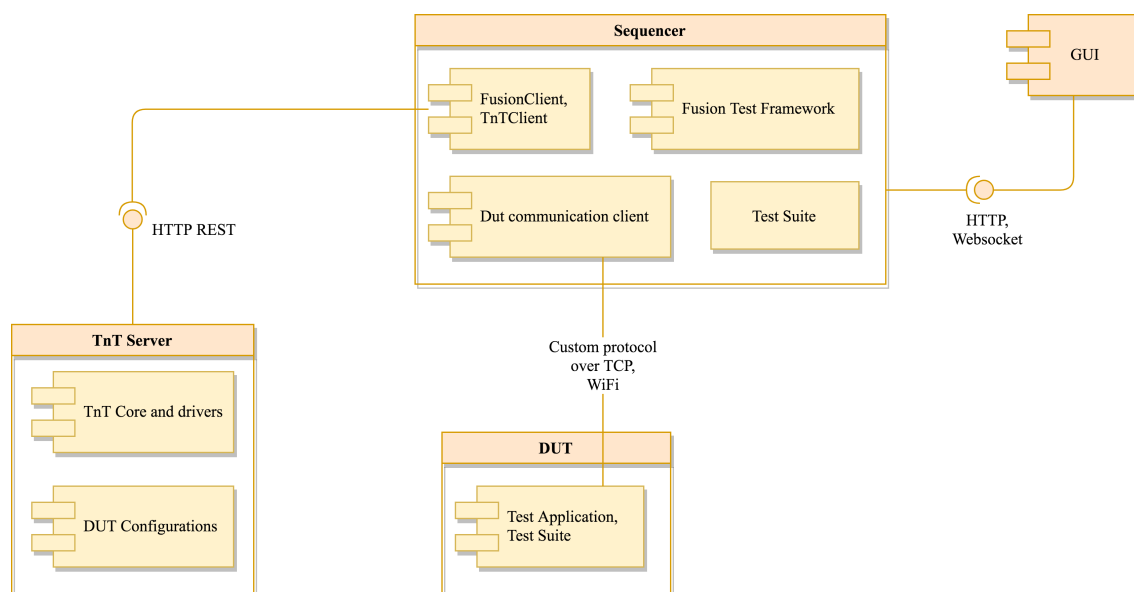 Sequencer
GUI
FusionClient,
TnTClient
Fusion Test Framework
Dut communication client
Test Suite
HTTP REST
HTTP,
Websocket
TnT Server
Custom protocol
over TCP,
WiFi
TnT Core and drivers
DUT
DUT Configurations
Test Application,
Test Suite